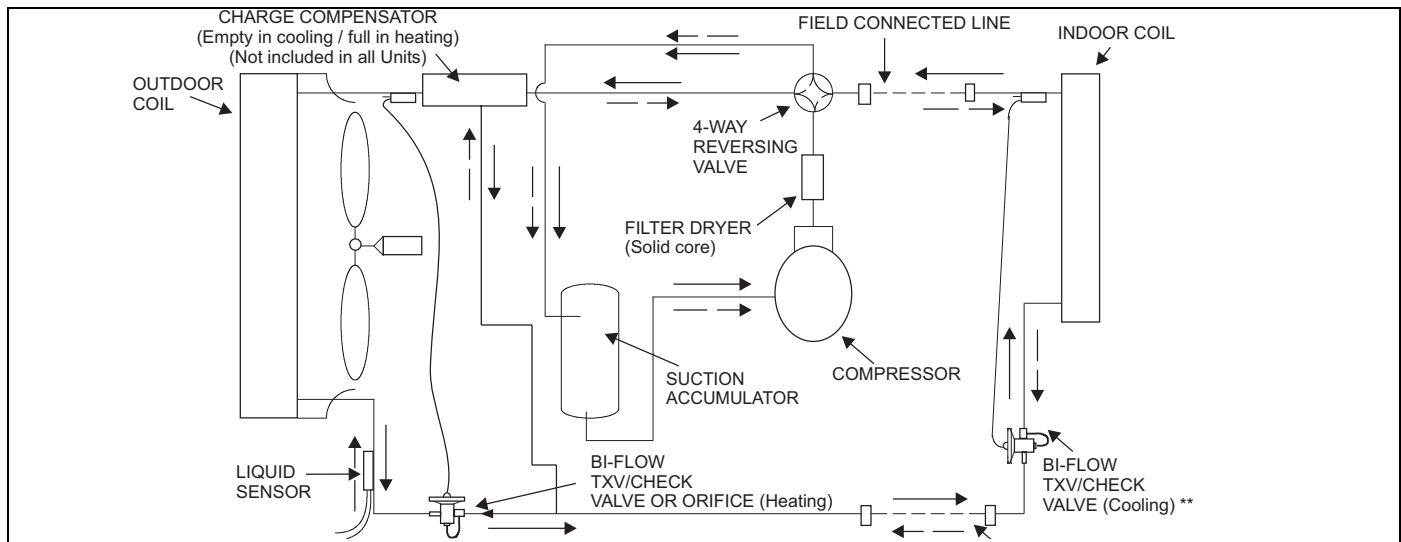 CHARGE COMPENSATOR
(Empty in cooling / full in heating)
(Not included in all Units)
FIELD CONNECTED LINE
INDOOR COIL
OUTDOOR
COIL
4-WAY
REVERSING
VALVE
FILTER DRYER
(Solid core)
COMPRESSOR
SUCTION
ACCUMULATOR
LIQUID
SENSOR
BI-FLOW
TXV/CHECK
VALVE OR ORIFICE (Heating)
BI-FLOW
TXV/CHECK
VALVE (Cooling) **